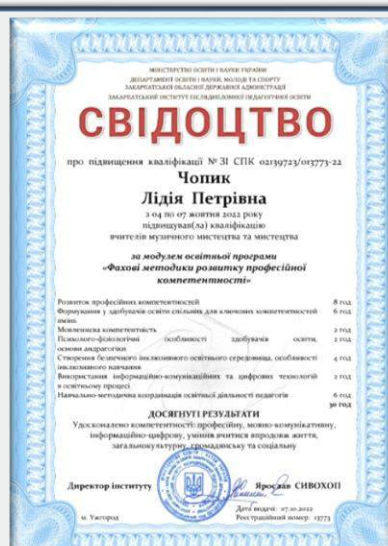 МІНІСТЕРСТВО ОСВІТИ І НАУКИ УКРАЇНИ
ДЕПАРТАМЕНТ ОСВІТИ І НАУКИ, МОЛОДІ ТА СПОРТУ
ЗАКАРПАТСЬКОЇ ОБЛАСНОЇ ДЕРЖАВНОЇ АДМІНІСТРАЦІЇ
ЗАКАРПАТСЬКИЙ ІНСТИТУТ ПІСЛЯДИПЛОМНОЇ ПЕДАГОГІЧНОЇ ОСВІТИ
СВІДОЦТВО
про підвищення кваліфікації № ЗІ СПК 02139723/013773-22
Чопик
Лідія Петрівна
з 04 по 07 жовтня 2022 року
підвищував(ла) кваліфікацію
вчителів музичного мистецтва та мистецтва
за модулем освітньої програми
«Фахові методики розвитку професійної
компетентності»
Розвиток професійних компетентностей 8 год
Формування у здобувачів освіти спільних для ключових компетентностей 6 год
вмінь
Мовленнєва компетентність 2 год
Психолого-фізіологічні особливості здобувачів освіти, 2 год
основи андрагогіки
Створення безпечного інклюзивного освітнього середовища, особливості 4 год
інклюзивного навчання
Використання інформаційно-комунікаційних та цифрових технологій 2 год
в освітньому процесі
Навчально-методична координація освітньої діяльності педагогів 6 год
30 год
ДОСЯГНУТІ РЕЗУЛЬТАТИ
Удосконалено компетентності: професійну, мовно-комунікативну,
інформаційно-цифрову, уміння вчитися впродовж життя,
загальнокультурну, громадянську та соціальну
Директор інституту Ярослав СИВОХОП
м. Ужгород
Дата видачі: 07.10.2022
Реєстраційний номер: 13773